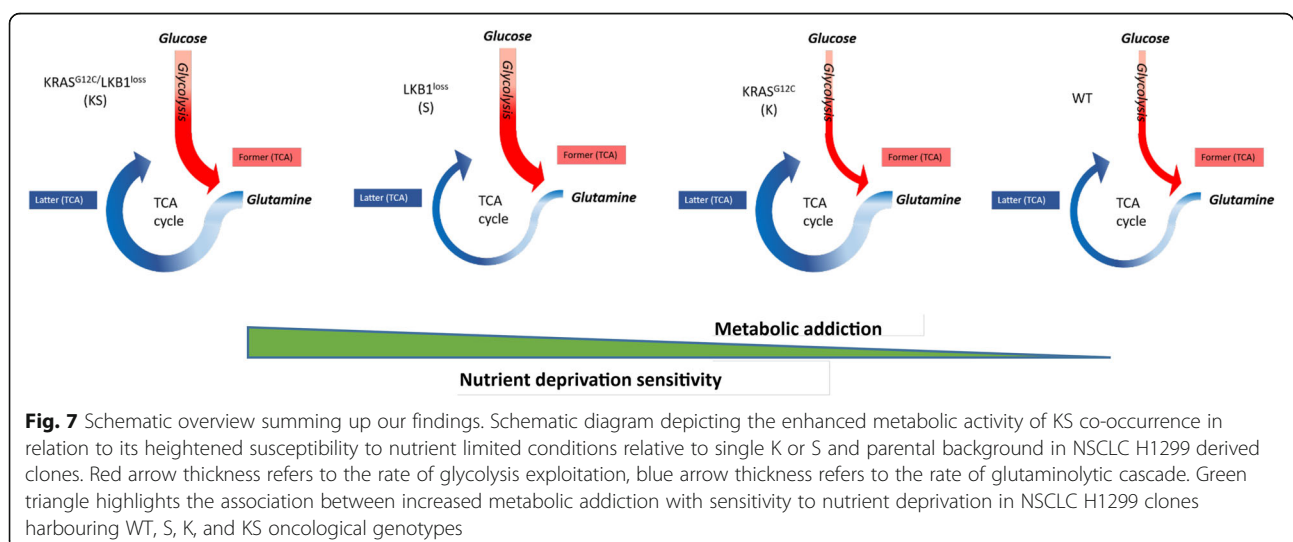 Glucose
Glycolysis
KRASG12C/LKB1loss
(KS)
Former (TCA)
Latter (TCA)
TCA
cycle
Glutamine
Glucose
Glycolysis
LKB1loss
(S)
Former (TCA)
Latter (TCA)
TCA
cycle
Glutamine
Glucose
Glycolysis
KRASG12C
(K)
Former (TCA)
Latter (TCA)
TCA
cycle
Glutamine
Glucose
Glycolysis
WT
Former (TCA)
Latter (TCA)
TCA
cycle
Glutamine
Metabolic addiction
Nutrient deprivation sensitivity
Fig. 7 Schematic overview summing up our findings. Schematic diagram depicting the enhanced metabolic activity of KS co-occurrence in
relation to its heightened susceptibility to nutrient limited conditions relative to single K or S and parental background in NSCLC H1299 derived
clones. Red arrow thickness refers to the rate of glycolysis exploitation, blue arrow thickness refers to the rate of glutaminolytic cascade. Green
triangle highlights the association between increased metabolic addiction with sensitivity to nutrient deprivation in NSCLC H1299 clones
harbouring WT, S, K, and KS oncological genotypes